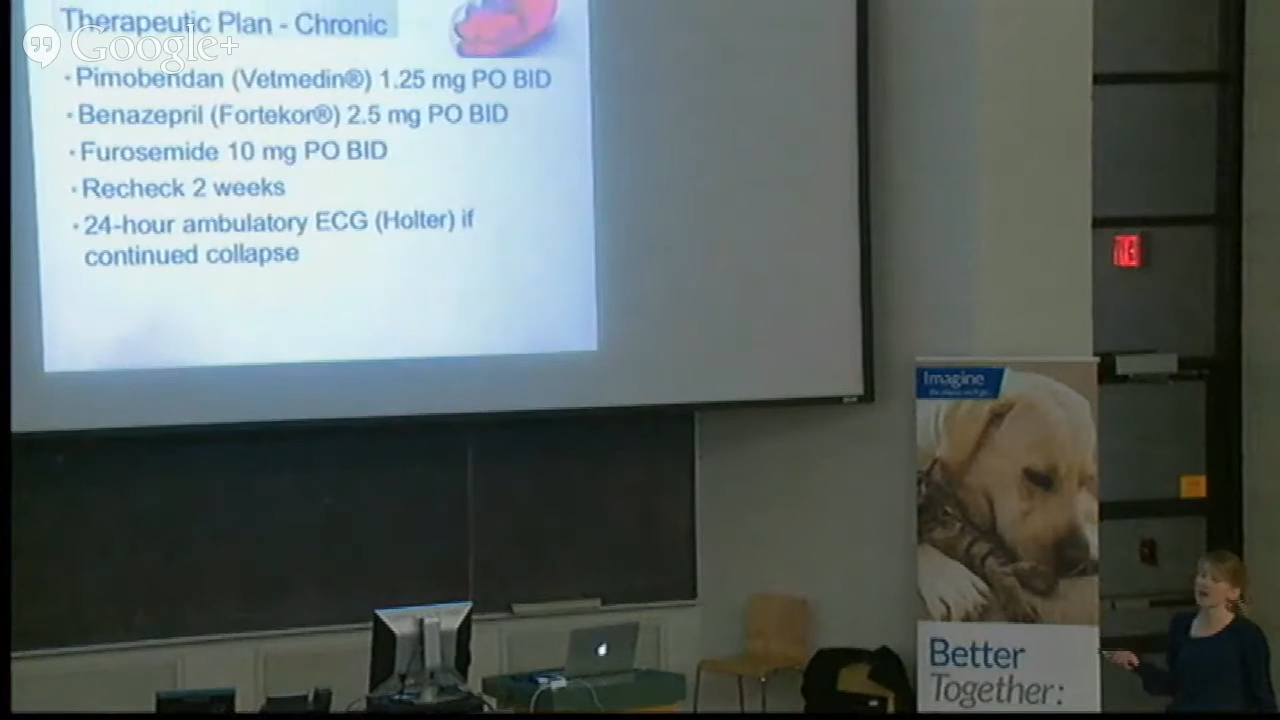 Therapeutic Plan - Chronic
Google+
· Pimobendan (Vetmedin®) 1.25 mg PO BID
· Benazepril (Fortekor®) 2.5 mg PO BID
· Furosemide 10 mg PO BID
· Recheck 2 weeks
· 24-hour ambulatory ECG (Holter) if
continued collapse
Imagine
Better
Together: